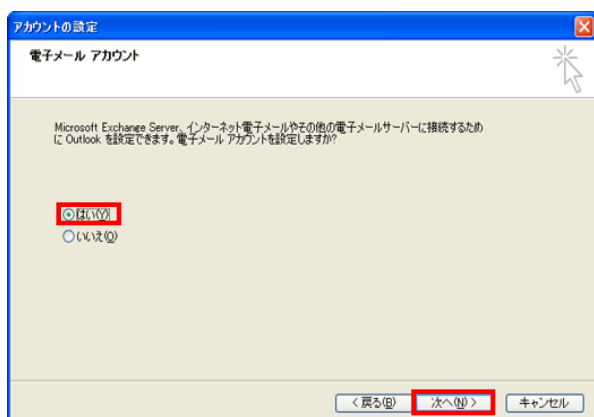 アカウントの設定
電子メール アカウント
Microsoft Exchange Server、インターネット電子メールやその他の電子メールサーバーに接続するため
に Outlook を設定できます。電子メール アカウントを設定しますか?
はい(Y)
いいえ(O)
< 戻る(B) 次へ(N) > キャンセル